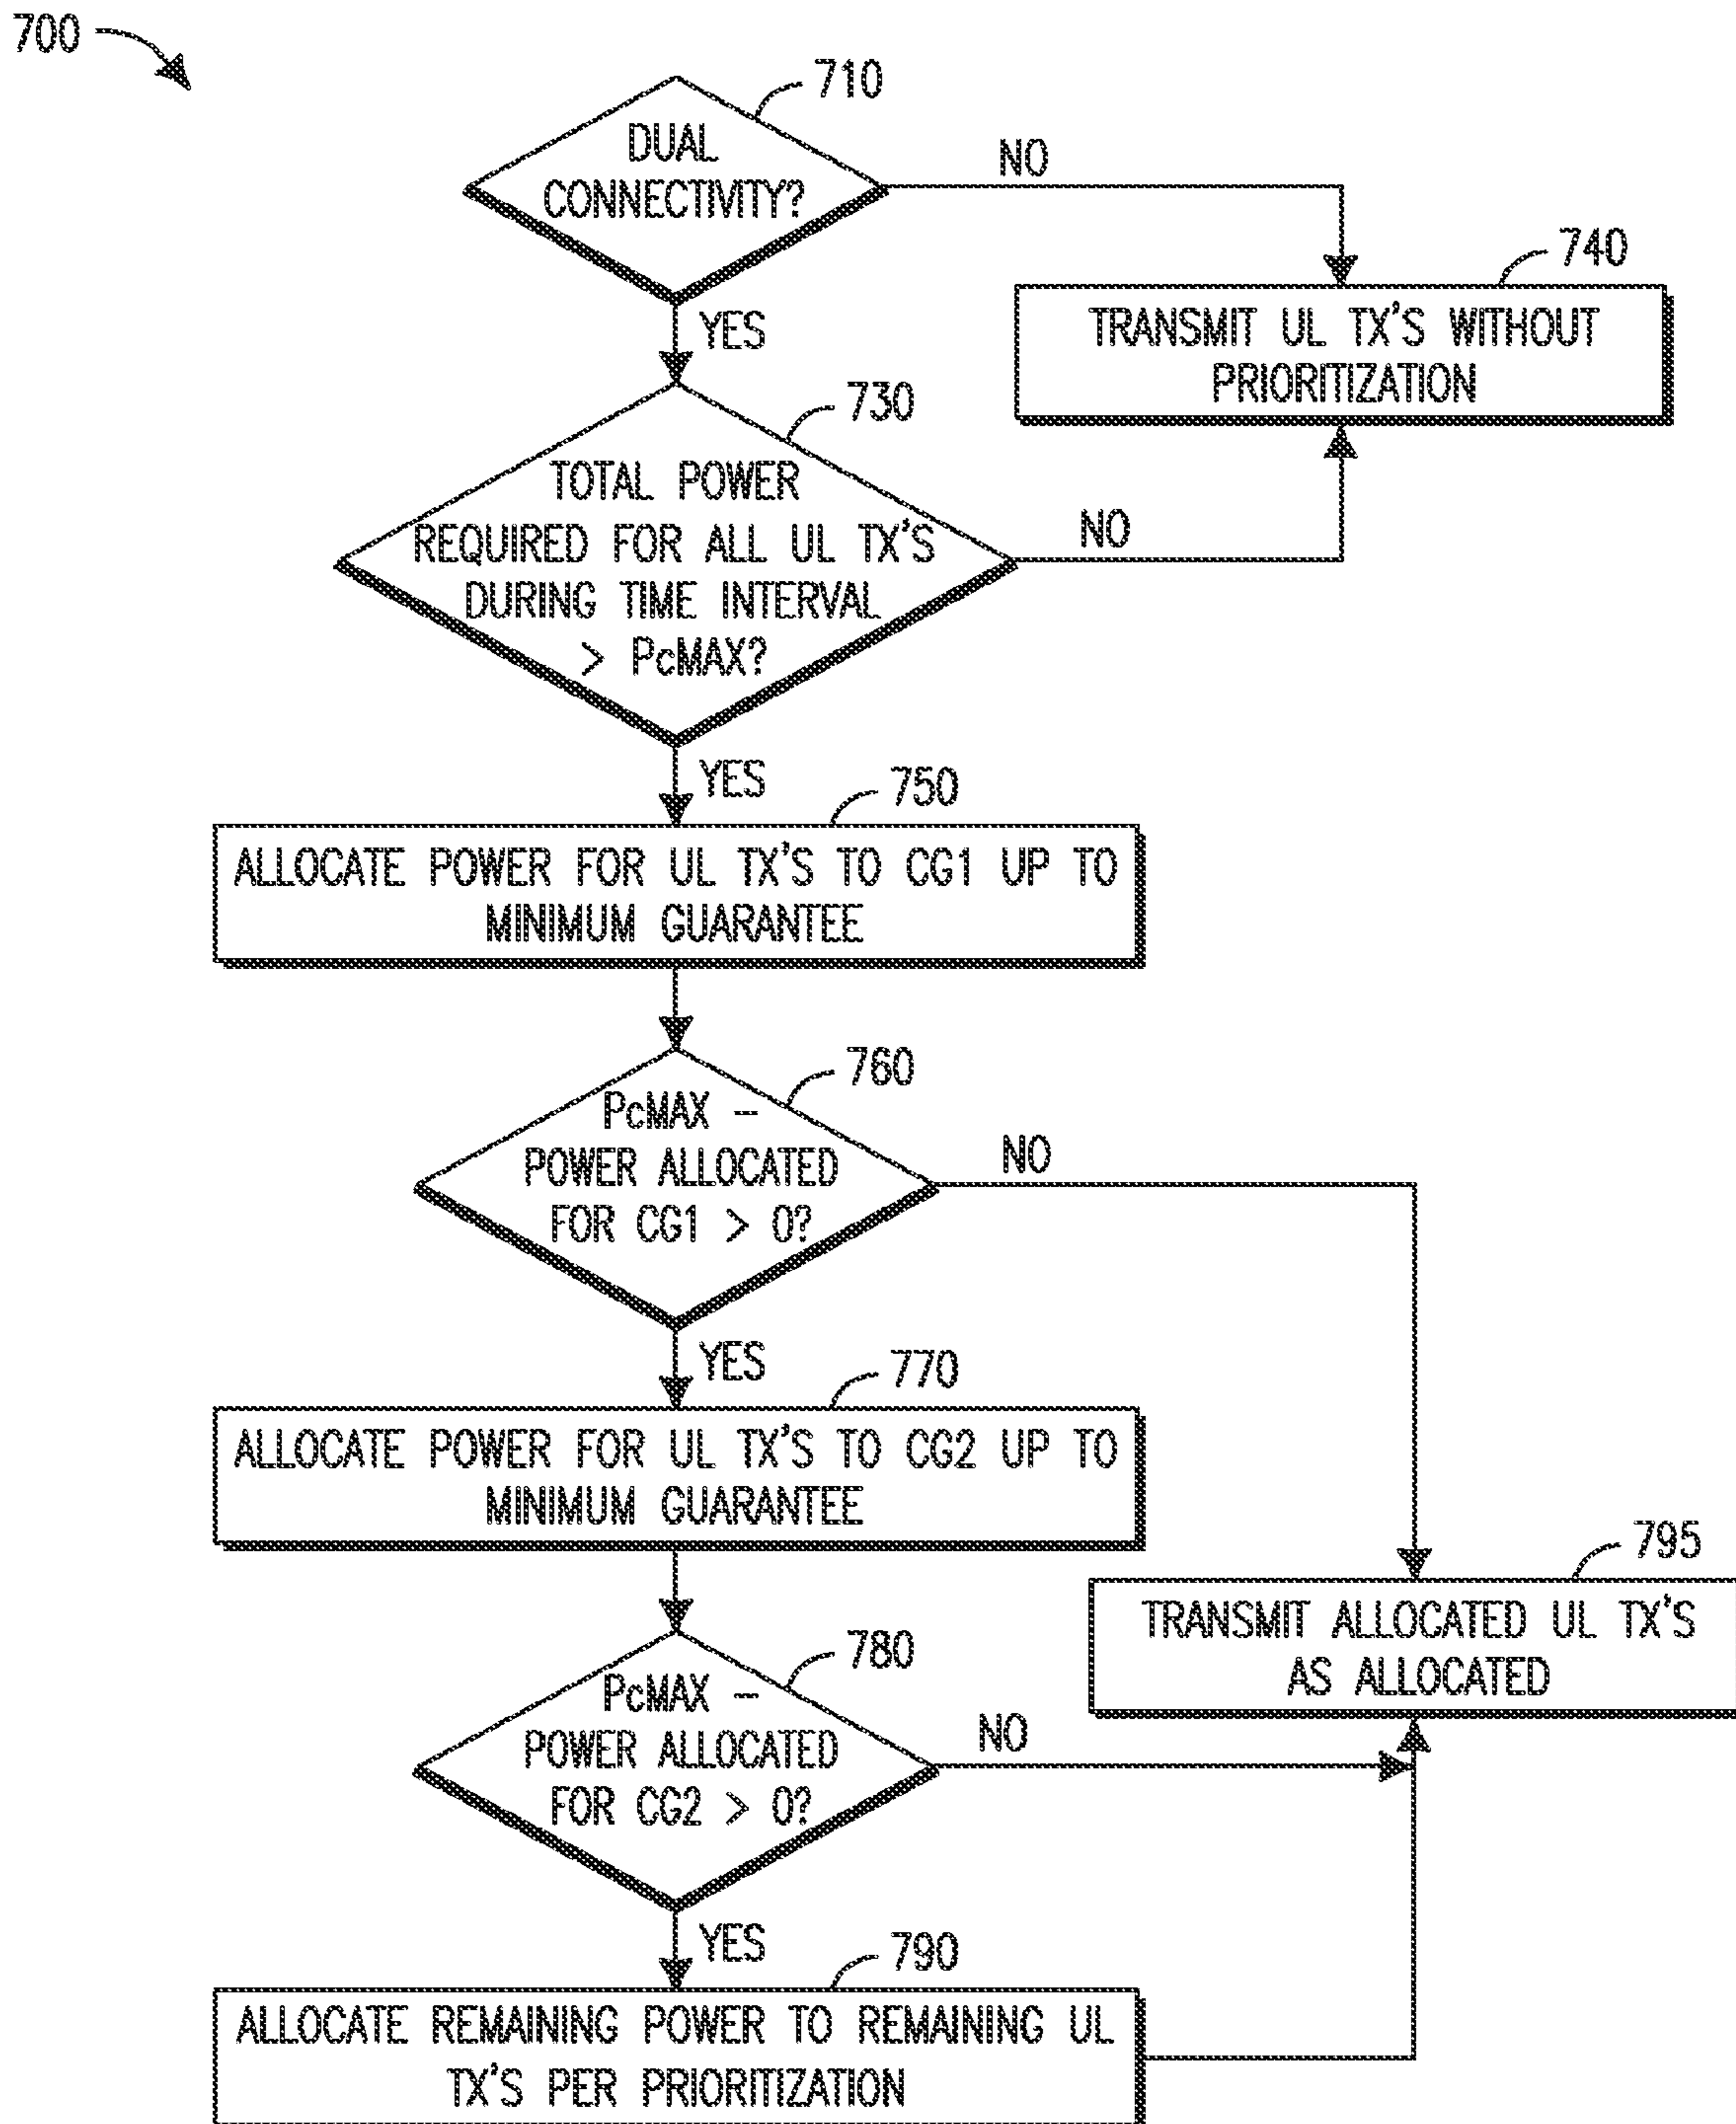 700
710
DUAL
CONNECTIVITY?
NO
740
TRANSMIT UL TX'S WITHOUT
PRIORITIZATION
YES
730
TOTAL POWER
REQUIRED FOR ALL UL TX'S
DURING TIME INTERVAL
> PcMAX?
NO
YES
750
ALLOCATE POWER FOR UL TX'S TO CG1 UP TO
MINIMUM GUARANTEE
760
PcMAX –
POWER ALLOCATED
FOR CG1 > 0?
NO
YES
770
ALLOCATE POWER FOR UL TX'S TO CG2 UP TO
MINIMUM GUARANTEE
795
TRANSMIT ALLOCATED UL TX'S
AS ALLOCATED
780
PcMAX –
POWER ALLOCATED
FOR CG2 > 0?
NO
YES
790
ALLOCATE REMAINING POWER TO REMAINING UL
TX'S PER PRIORITIZATION